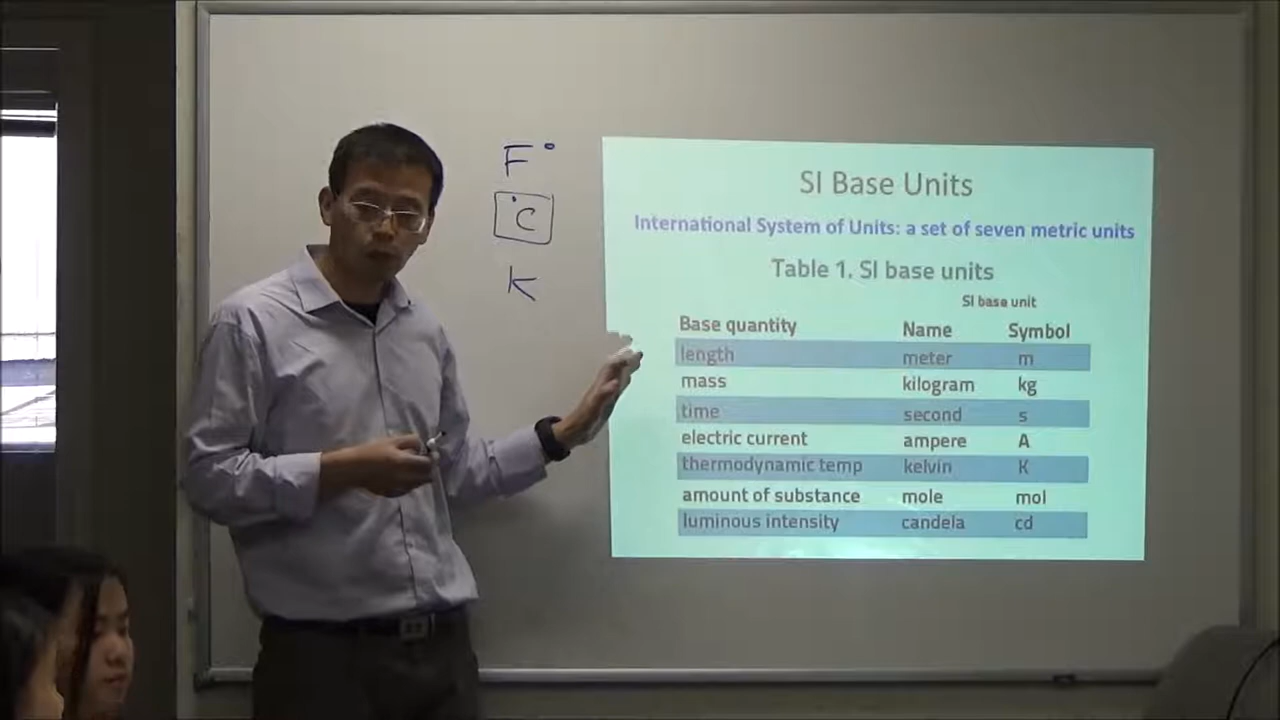 F°
°C
K
SI Base Units
International System of Units: a set of seven metric units
Table 1. SI base units
SI base unit
Base quantity Name Symbol
length meter m
mass kilogram kg
time second s
electric current ampere A
thermodynamic temp kelvin K
amount of substance mole mol
luminous intensity candela cd